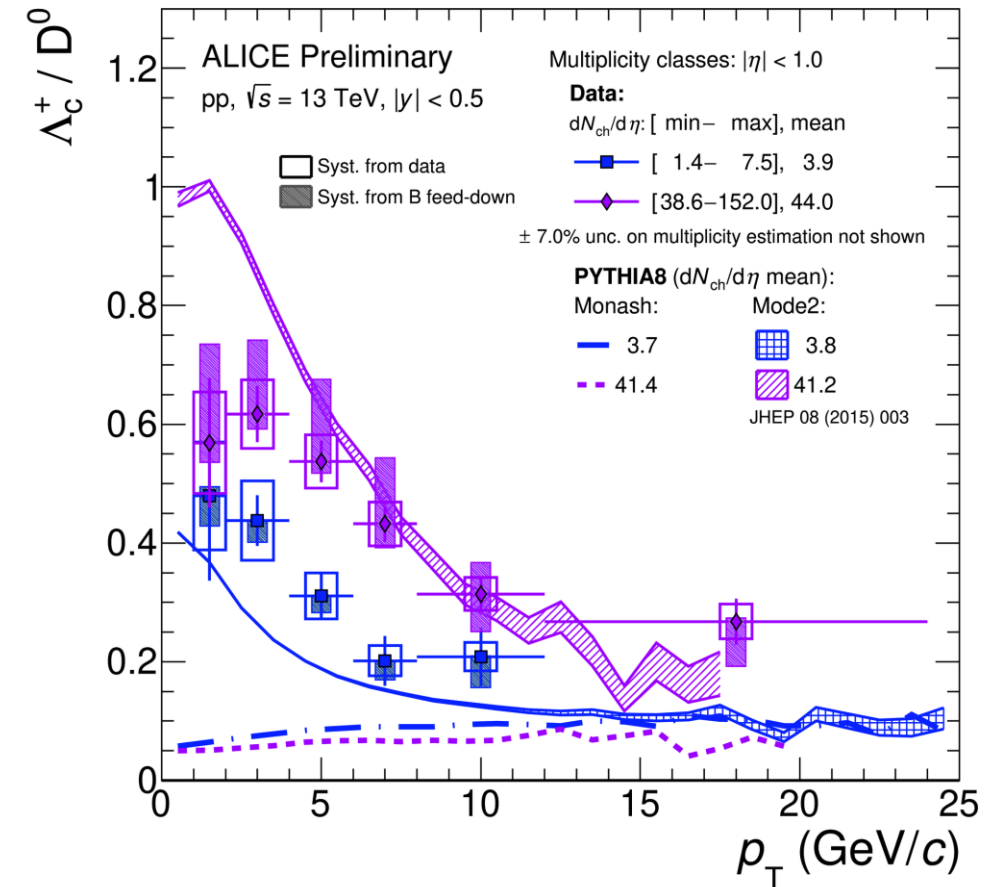 Λc+ / D0
ALICE Preliminary
pp, √s = 13 TeV, |y| < 0.5
Syst. from data
Syst. from B feed-down
Multiplicity classes: |η| < 1.0
Data:
dNch/dη: [ min− max], mean
[ 1.4− 7.5], 3.9
[38.6−152.0], 44.0
± 7.0% unc. on multiplicity estimation not shown
PYTHIA8 (dNch/dη mean):
Monash: Mode2:
3.7 3.8
41.4 41.2
JHEP 08 (2015) 003
1.2
1
0.8
0.6
0.4
0.2
0
0 5 10 15 20 25
pT (GeV/c)